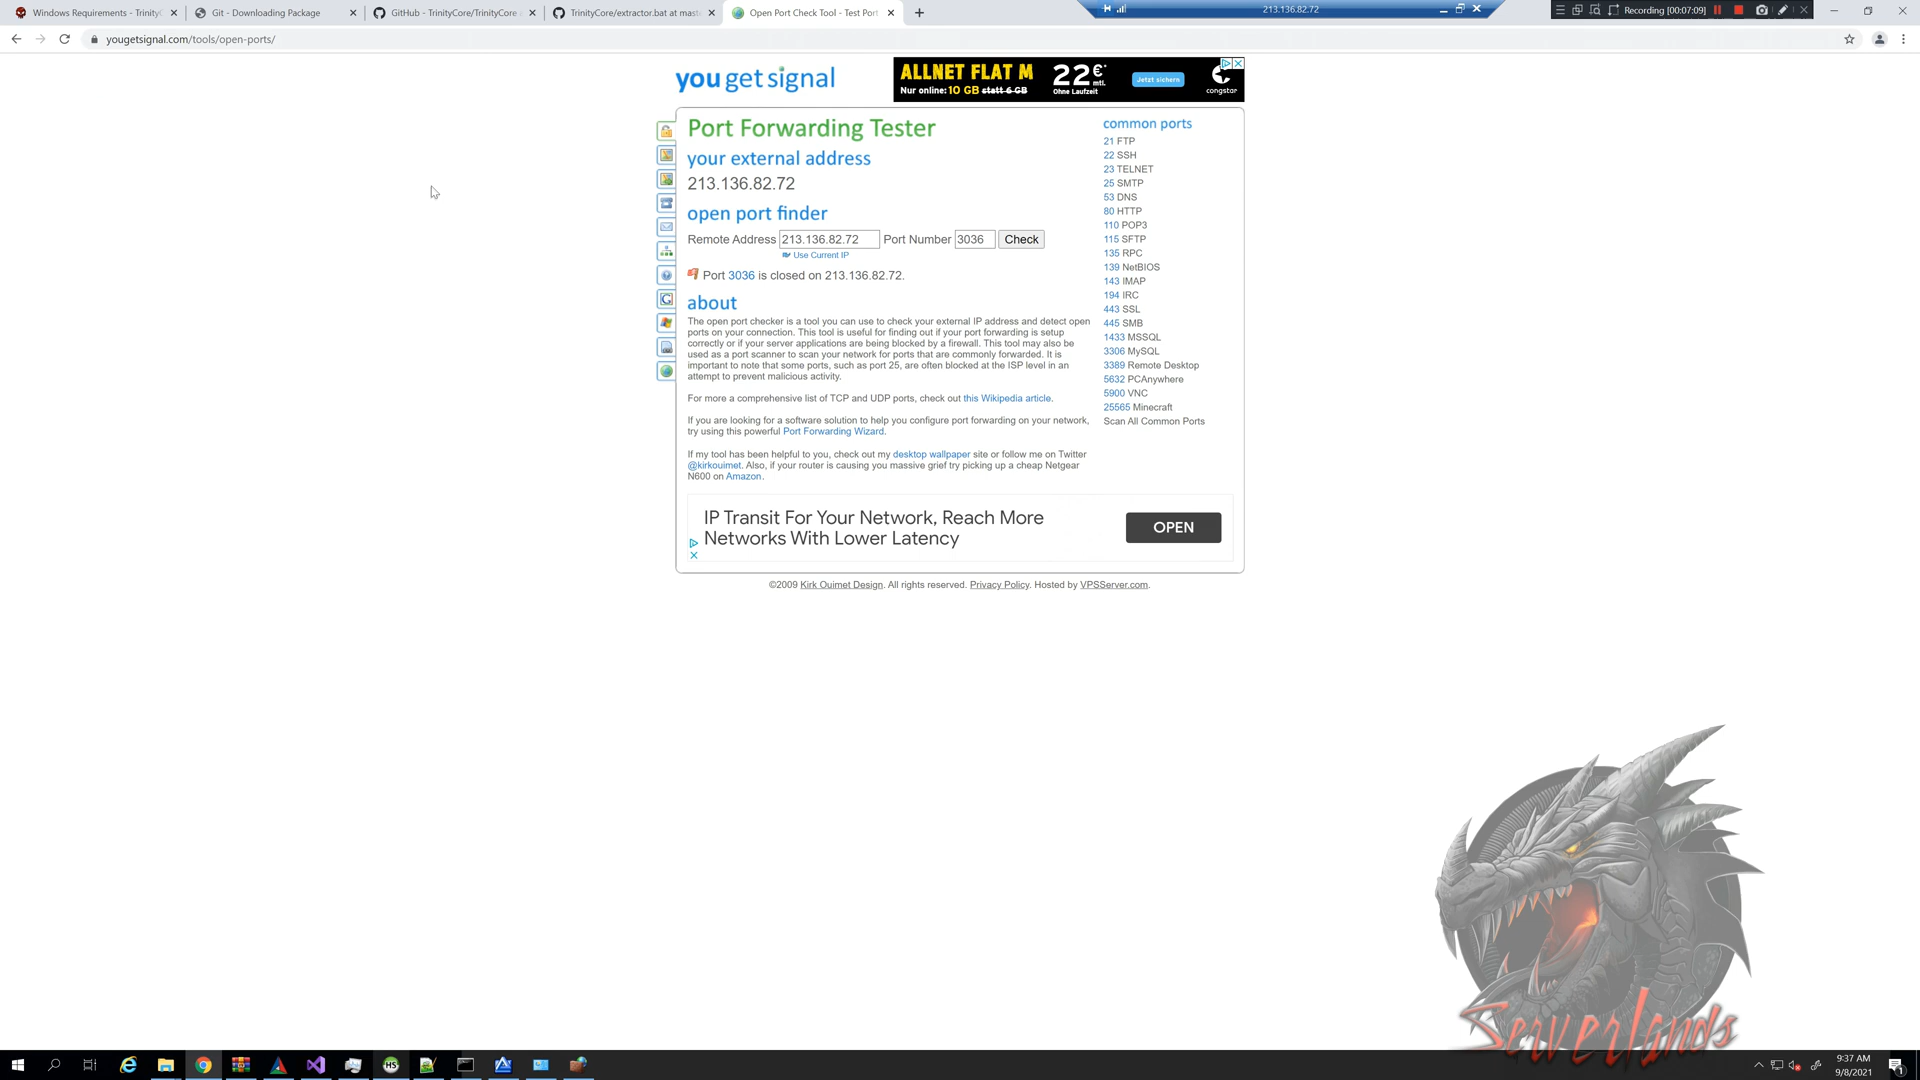 Windows Requirements - Trinity
Git - Downloading Package
GitHub - TrinityCore/TrinityCore
TrinityCore/extractor.bat at mast
Open Port Check Tool - Test Port
213.136.82.72
Recording [00:07:09]
yougetsignal.com/tools/open-ports/
you get signal
ALLNET FLAT M
Nur online: 10 GB statt 6 GB
22 €* mtl.
Ohne Laufzeit
Jetzt sichern
congstar
Port Forwarding Tester
your external address
213.136.82.72
open port finder
Remote Address 213.136.82.72 Port Number 3036 Check
Use Current IP
Port 3036 is closed on 213.136.82.72.
about
The open port checker is a tool you can use to check your external IP address and detect open
ports on your connection. This tool is useful for finding out if your port forwarding is setup
correctly or if your server applications are being blocked by a firewall. This tool may also be
used as a port scanner to scan your network for ports that are commonly forwarded. It is
important to note that some ports, such as port 25, are often blocked at the ISP level in an
attempt to prevent malicious activity.
For more a comprehensive list of TCP and UDP ports, check out this Wikipedia article.
If you are looking for a software solution to help you configure port forwarding on your network,
try using this powerful Port Forwarding Wizard.
If my tool has been helpful to you, check out my desktop wallpaper site or follow me on Twitter
@kirkouimet. Also, if your router is causing you massive grief try picking up a cheap Netgear
N600 on Amazon.
common ports
21 FTP
22 SSH
23 TELNET
25 SMTP
53 DNS
80 HTTP
110 POP3
115 SFTP
135 RPC
139 NetBIOS
143 IMAP
194 IRC
443 SSL
445 SMB
1433 MSSQL
3306 MySQL
3389 Remote Desktop
5632 PCAnywhere
5900 VNC
25565 Minecraft
Scan All Common Ports
IP Transit For Your Network, Reach More
Networks With Lower Latency
OPEN
©2009 Kirk Ouimet Design. All rights reserved. Privacy Policy. Hosted by VPSServer.com.
Serverlands
HS
9:37 AM
9/8/2021